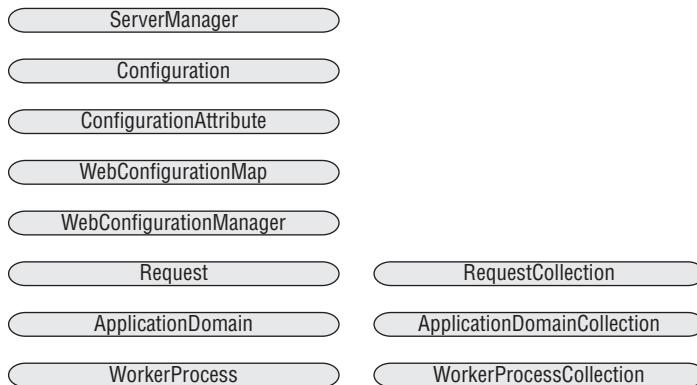 ServerManager
Configuration
ConfigurationAttribute
WebConfigurationMap
WebConfigurationManager
Request RequestCollection
ApplicationDomain ApplicationDomainCollection
WorkerProcess WorkerProcessCollection